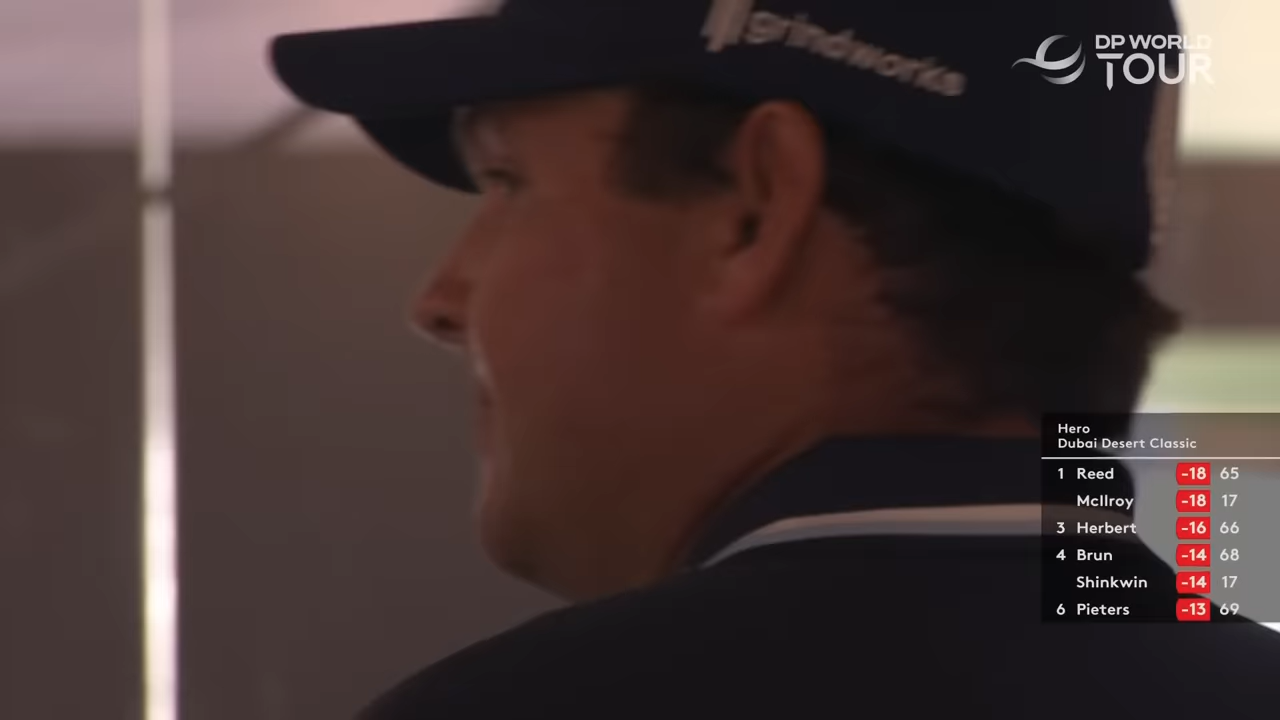 grindworks
DP WORLD
TOUR
Hero
Dubai Desert Classic
1 Reed -18 65
McIlroy -18 17
3 Herbert -16 66
4 Brun -14 68
Shinkwin -14 17
6 Pieters -13 69